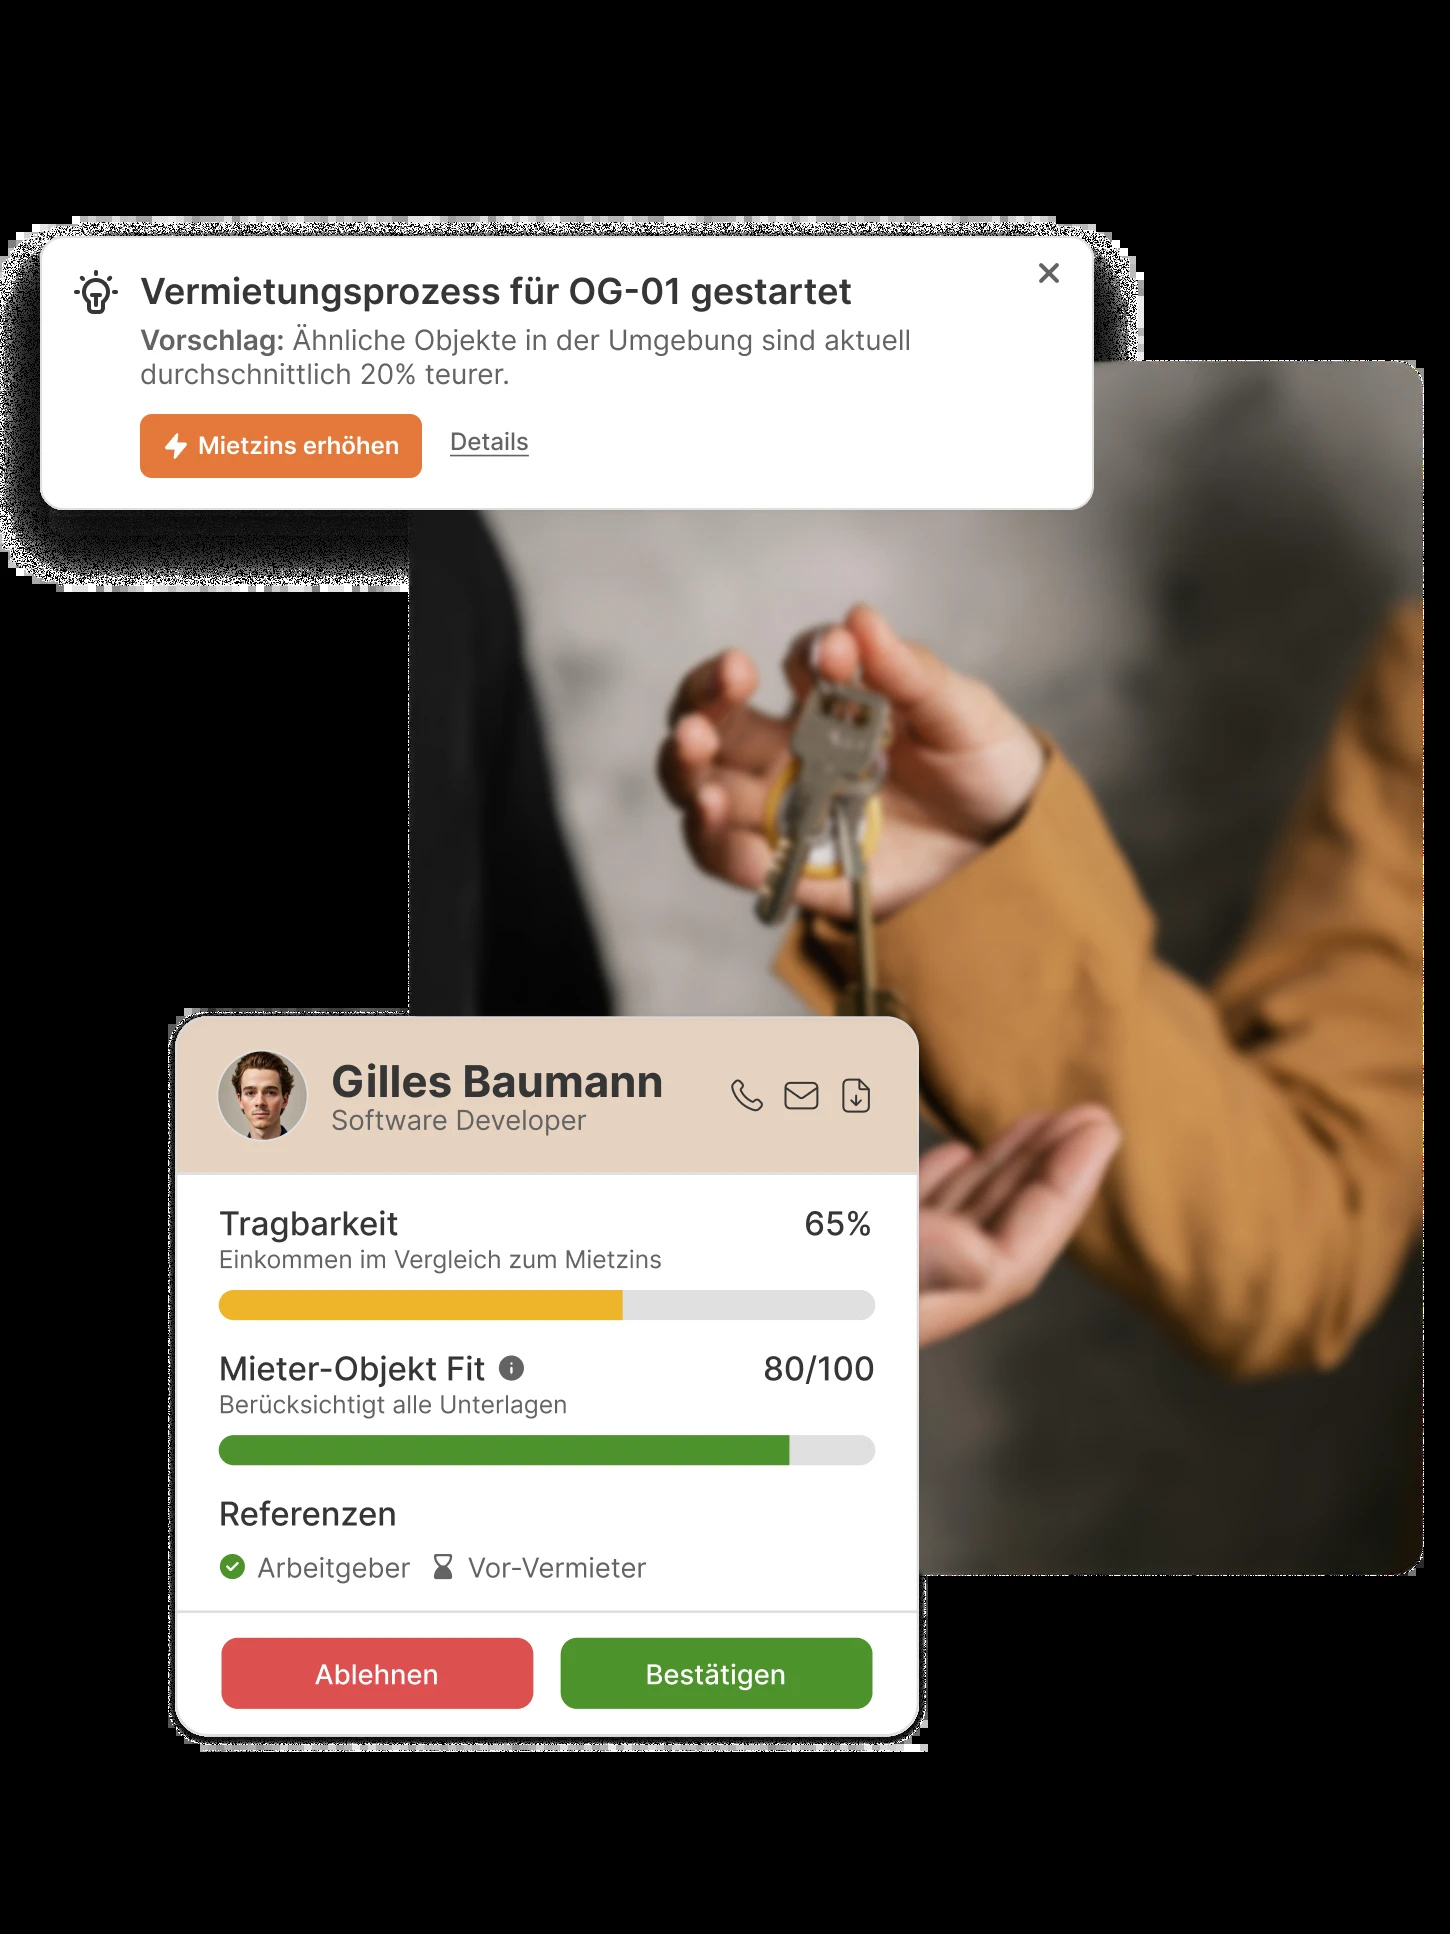 Vermietungsprozess für OG-01 gestartet
Vorschlag: Ähnliche Objekte in der Umgebung sind aktuell
durchschnittlich 20% teurer.
Mietzins erhöhen
Details
Gilles Baumann
Software Developer
Tragbarkeit 65%
Einkommen im Vergleich zum Mietzins
Mieter-Objekt Fit 80/100
Berücksichtigt alle Unterlagen
Referenzen
Arbeitgeber Vor-Vermieter
Ablehnen Bestätigen